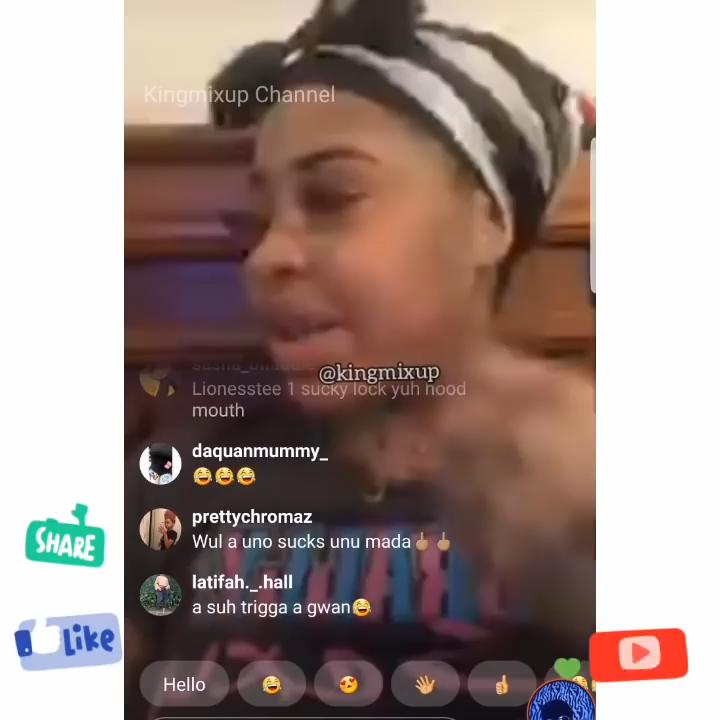 Kingmixup Channel
@kingmixup
Lionesstee 1 sucky lock yuh hood
mouth
daquanmummy_
😂😂😂
prettychromaz
Wul a uno sucks unu mada🖕🏽🖕🏽
latifah._.hall
a suh trigga a gwan😂
SHARE
Like
Hello